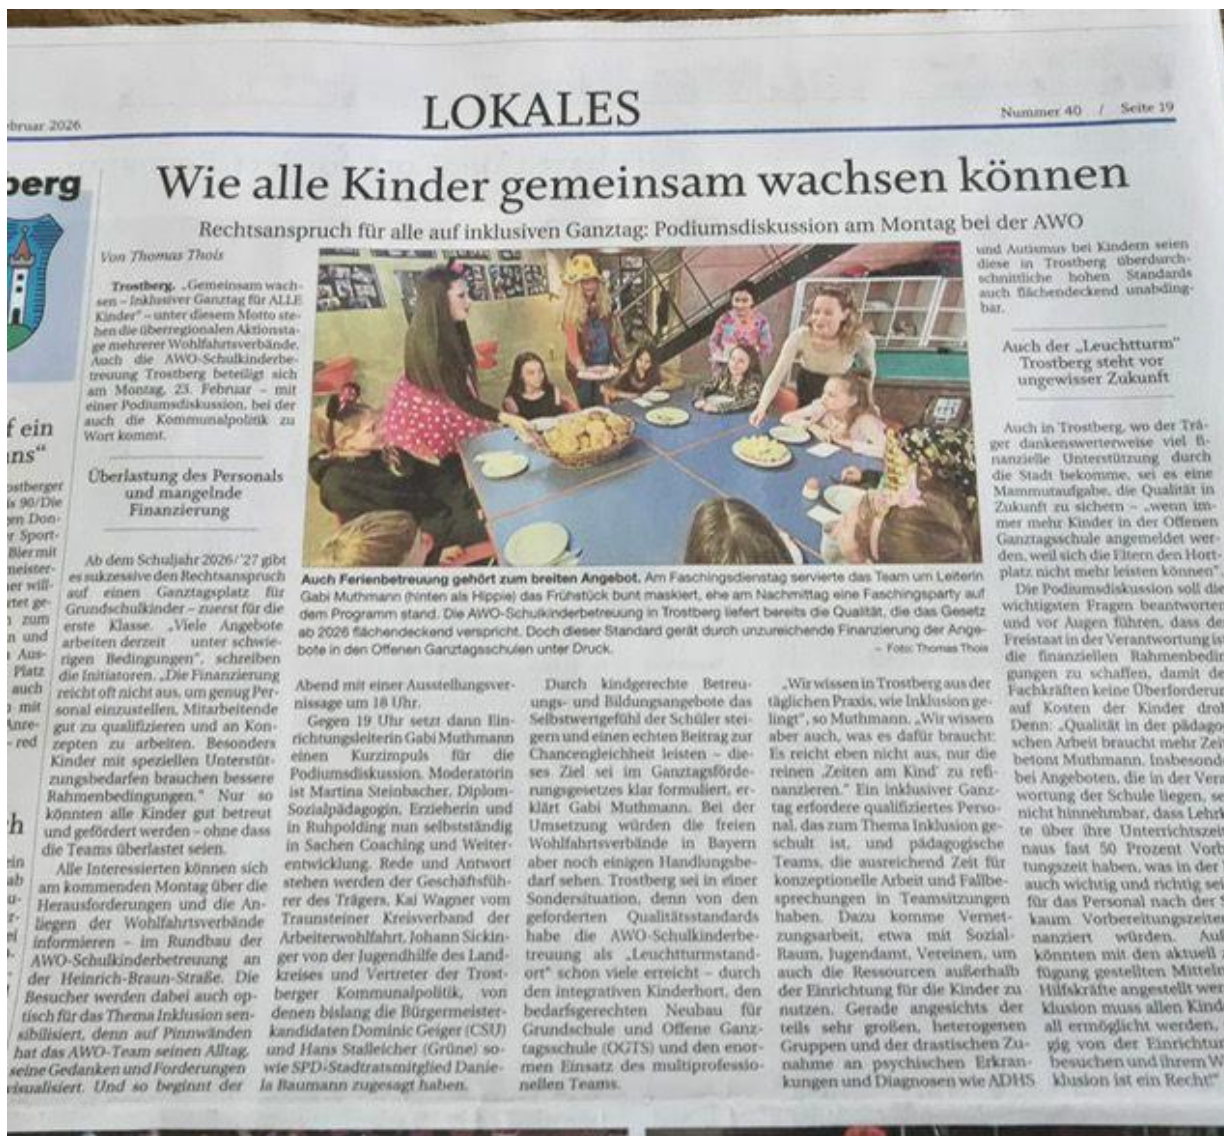 bruar 2026
LOKALES
Nummer 40 / Seite 19
berg
Wie alle Kinder gemeinsam wachsen können
Rechtsanspruch für alle auf inklusiven Ganztag: Podiumsdiskussion am Montag bei der AWO
Von Thomas Thois
Trostberg. „Gemeinsam wach-
sen – Inklusiver Ganztag für ALLE
Kinder“ – unter diesem Motto ste-
hen die überregionalen Aktionsta-
ge mehrerer Wohlfahrtsverbände.
Auch die AWO-Schulkinderbe-
treuung Trostberg beteiligt sich
am Montag, 23. Februar – mit
einer Podiumsdiskussion, bei der
auch die Kommunalpolitik zu
Wort kommt.
Überlastung des Personals
und mangelnde
Finanzierung
Ab dem Schuljahr 2026/’27 gibt
es sukzessive den Rechtsanspruch
auf einen Ganztagsplatz für
Grundschulkinder – zuerst für die
erste Klasse. „Viele Angebote
arbeiten derzeit unter schwie-
rigen Bedingungen“, schreiben
die Initiatoren. „Die Finanzierung
reicht oft nicht aus, um genug Per-
sonal einzustellen, Mitarbeitende
gut zu qualifizieren und an Kon-
zepten zu arbeiten. Besonders
Kinder mit speziellen Unterstüt-
zungsbedarfen brauchen bessere
Rahmenbedingungen.“ Nur so
könnten alle Kinder gut betreut
und gefördert werden – ohne dass
die Teams überlastet seien.
Alle Interessierten können sich
am kommenden Montag über die
Herausforderungen und die An-
liegen der Wohlfahrtsverbände
informieren – im Rundbau der
AWO-Schulkinderbetreuung an
der Heinrich-Braun-Straße. Die
Besucher werden dabei auch op-
tisch für das Thema Inklusion sen-
sibilisiert, denn auf Pinnwänden
hat das AWO-Team seinen Alltag,
seine Gedanken und Forderungen
visualisiert. Und so beginnt der
Auch Ferienbetreuung gehört zum breiten Angebot. Am Faschingsdienstag servierte das Team um Leiterin
Gabi Muthmann (hinten als Hippie) das Frühstück bunt maskiert, ehe am Nachmittag eine Faschingsparty auf
dem Programm stand. Die AWO-Schulkinderbetreuung in Trostberg liefert bereits die Qualität, die das Gesetz
ab 2026 flächendeckend verspricht. Doch dieser Standard gerät durch unzureichende Finanzierung der Ange-
bote in den Offenen Ganztagsschulen unter Druck.
– Foto: Thomas Thois
Abend mit einer Ausstellungsver-
nissage um 18 Uhr.
Gegen 19 Uhr setzt dann Ein-
richtungsleiterin Gabi Muthmann
einen Kurzimpuls für die
Podiumsdiskussion. Moderatorin
ist Martina Steinbacher, Diplom-
Sozialpädagogin, Erzieherin und
in Ruhpolding nun selbstständig
in Sachen Coaching und Weiter-
entwicklung. Rede und Antwort
stehen werden der Geschäftsfüh-
rer des Trägers, Kai Wagner vom
Traunsteiner Kreisverband der
Arbeiterwohlfahrt, Johann Sickin-
ger von der Jugendhilfe des Land-
kreises und Vertreter der Trost-
berger Kommunalpolitik, von
denen bislang die Bürgermeister-
kandidaten Dominic Geiger (CSU)
und Hans Stalleicher (Grüne) so-
wie SPD-Stadtratsmitglied Danie-
la Baumann zugesagt haben.
Durch kindgerechte Betreu-
ungs- und Bildungsangebote das
Selbstwertgefühl der Schüler stei-
gern und einen echten Beitrag zur
Chancengleichheit leisten – die-
ses Ziel sei im Ganztagsförde-
rungsgesetzes klar formuliert, er-
klärt Gabi Muthmann. Bei der
Umsetzung würden die freien
Wohlfahrtsverbände in Bayern
aber noch einigen Handlungsbe-
darf sehen. Trostberg sei in einer
Sondersituation, denn von den
geforderten Qualitätsstandards
habe die AWO-Schulkinderbe-
treuung als „Leuchtturmstand-
ort“ schon viele erreicht – durch
den integrativen Kinderhort, den
bedarfsgerechten Neubau für
Grundschule und Offene Ganz-
tagsschule (OGTS) und den enor-
men Einsatz des multiprofessio-
nellen Teams.
„Wir wissen in Trostberg aus der
täglichen Praxis, wie Inklusion ge-
lingt“, so Muthmann. „Wir wissen
aber auch, was es dafür braucht:
Es reicht eben nicht aus, nur die
reinen ‚Zeiten am Kind‘ zu refi-
nanzieren.“ Ein inklusiver Ganz-
tag erfordere qualifiziertes Perso-
nal, das zum Thema Inklusion ge-
schult ist, und pädagogische
Teams, die ausreichend Zeit für
konzeptionelle Arbeit und Fallbe-
sprechungen in Teamsitzungen
haben. Dazu komme Vernet-
zungsarbeit, etwa mit Sozial-
Raum, Jugendamt, Vereinen, um
auch die Ressourcen außerhalb
der Einrichtung für die Kinder zu
nutzen. Gerade angesichts der
teils sehr großen, heterogenen
Gruppen und der drastischen Zu-
nahme an psychischen Erkran-
kungen und Diagnosen wie ADHS
und Autismus bei Kindern seien
diese in Trostberg überdurch-
schnittliche hohen Standards
auch flächendeckend unabding-
bar.
Auch der „Leuchtturm“
Trostberg steht vor
ungewisser Zukunft
Auch in Trostberg, wo der Trä-
ger dankenswerterweise viel fi-
nanzielle Unterstützung durch
die Stadt bekomme, sei es eine
Mammutaufgabe, die Qualität in
Zukunft zu sichern – „wenn im-
mer mehr Kinder in der Offenen
Ganztagsschule angemeldet wer-
den, weil sich die Eltern den Hort-
platz nicht mehr leisten können“.
Die Podiumsdiskussion soll die
wichtigsten Fragen beantworten
und vor Augen führen, dass de
Freistaat in der Verantwortung is
die finanziellen Rahmenbedin
gungen zu schaffen, damit de
Fachkräften keine Überforderun
auf Kosten der Kinder droh
Denn: „Qualität in der pädago
schen Arbeit braucht mehr Zeit
betont Muthmann. Insbesond
bei Angeboten, die in der Vera
wortung der Schule liegen, se
nicht hinnehmbar, dass Lehrk
te über ihre Unterrichtszeit
naus fast 50 Prozent Vorb
tungszeit haben, was in der
auch wichtig und richtig sei
für das Personal nach der
kaum Vorbereitungszeiten
nanziert würden. Auß
könnten mit den aktuell z
fügung gestellten Mitteln
Hilfskräfte angestellt wer
klusion muss allen Kind
all ermöglicht werden,
gig von der Einrichtun
besuchen und ihrem W
klusion ist ein Recht!“
f ein
ns“
ostberger
90/Die
en Don-
r Sport-
Bier mit
meister-
er will-
rtet ge-
zum
n und
Aus-
Platz
auch
mit
Anre-
– red
h
ein
ab